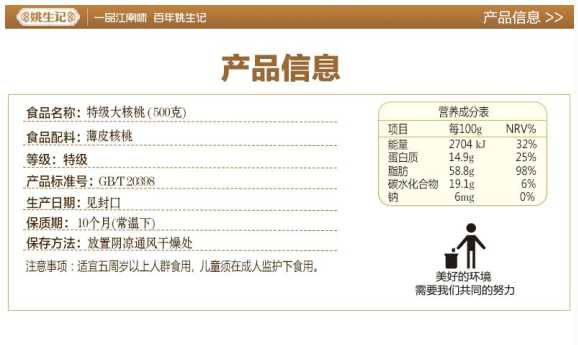 姚生记 一品江南味 百年姚生记 产品信息 >>
产品信息
食品名称：特级大核桃(500克)
食品配料：薄皮核桃
等级：特级
产品标准号：GB/T 20398
生产日期：见封口
保质期：10个月(常温下)
保存方法：放置阴凉通风干燥处
注意事项：适宜五周岁以上人群食用，儿童须在成人监护下食用。
营养成分表
项目 每100g NRV%
能量 2704 kJ 32%
蛋白质 14.9g 25%
脂肪 58.8g 98%
碳水化合物 19.1g 6%
钠 6mg 0%
美好的环境
需要我们共同的努力